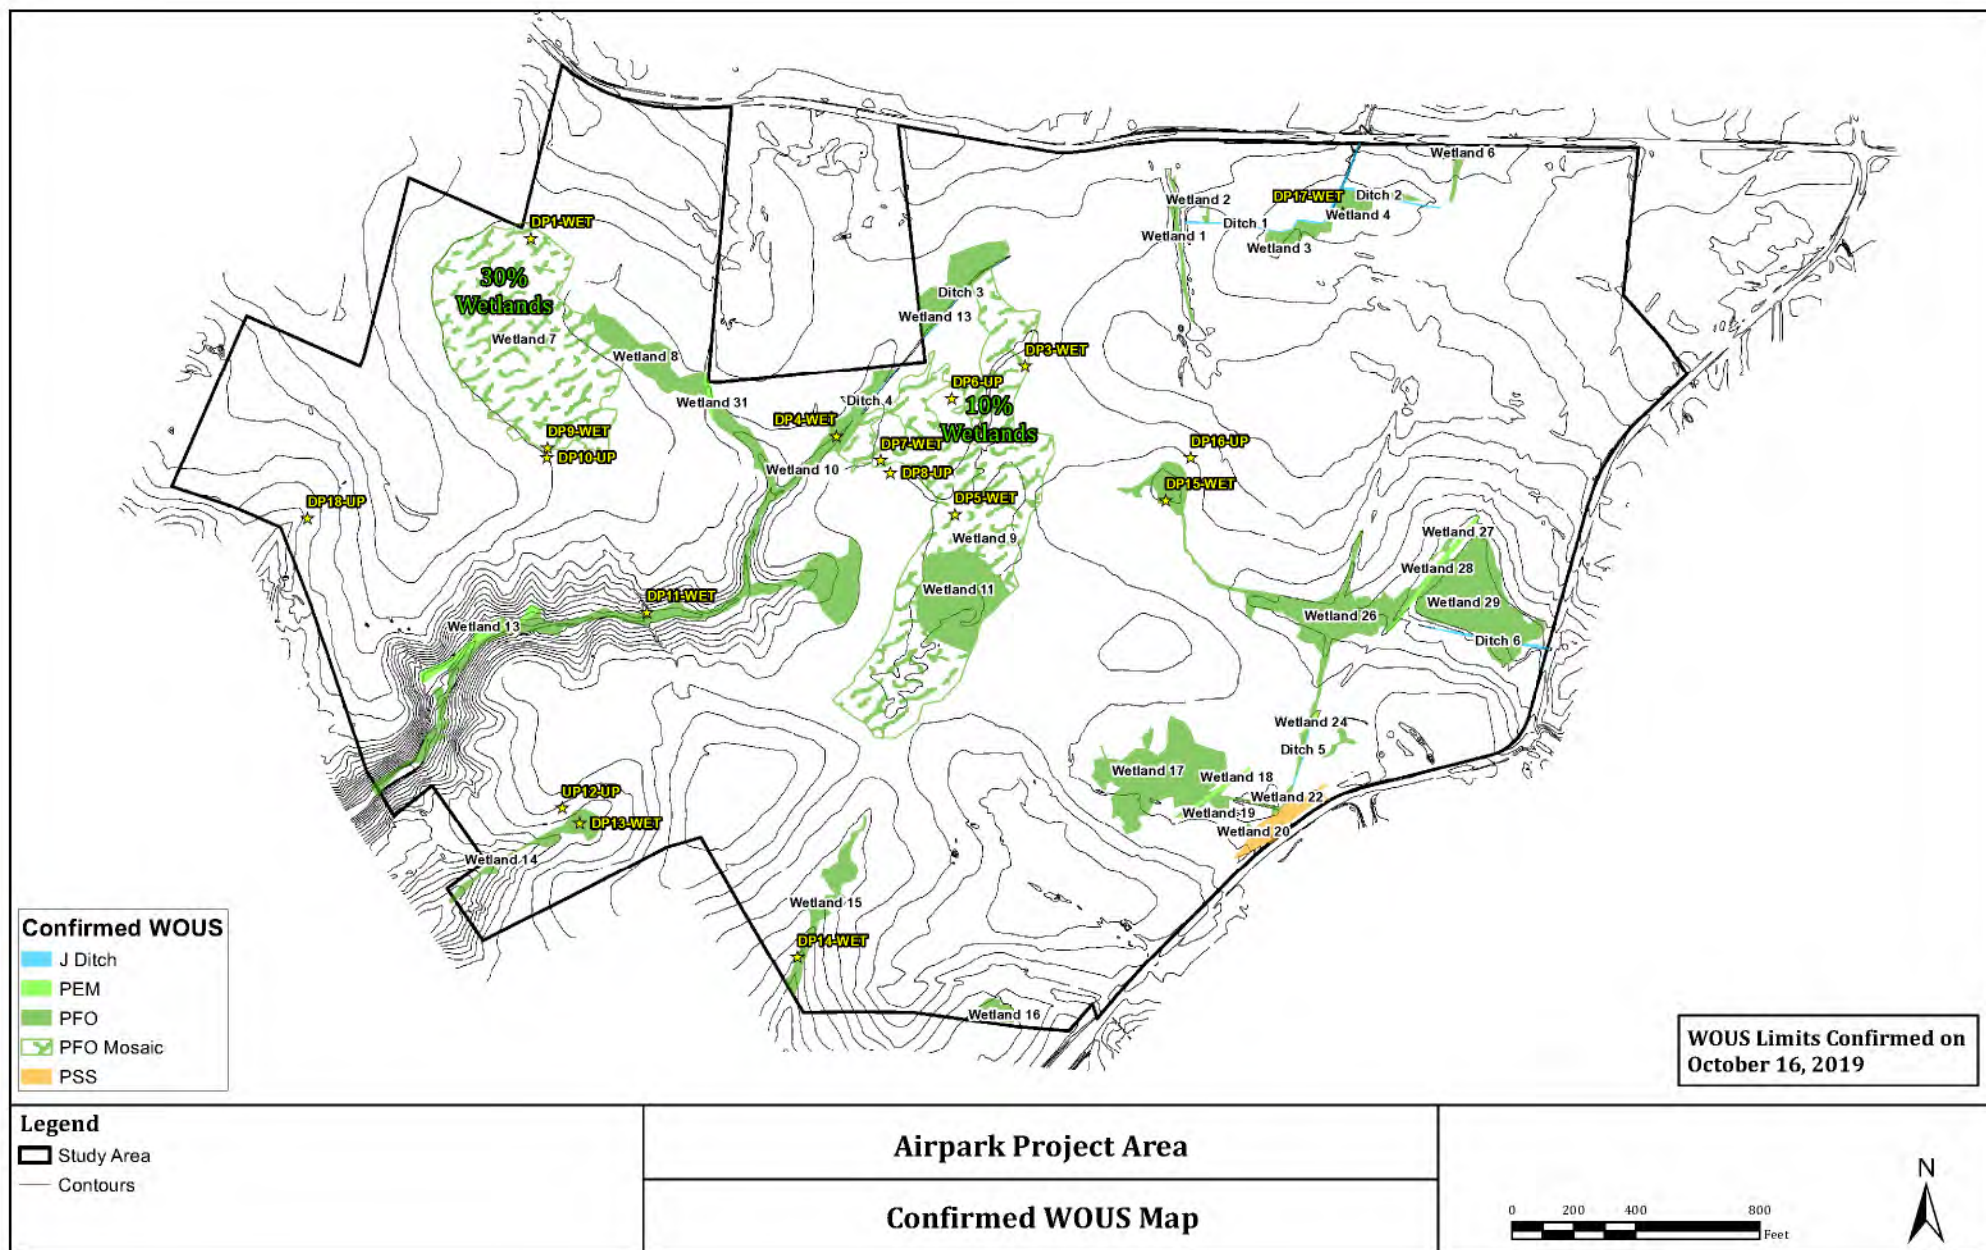 Wetland 6
DP17-WET
Ditch 2
Wetland 2
Wetland 4
Ditch 1
Wetland 1
Wetland 3
DP1-WET
30%
Wetlands
Wetland 7
Ditch 3
Wetland 13
Wetland 8
DP3-WET
DP6-UP
Wetland 31
Ditch 4
10%
Wetlands
DP4-WET
DP9-WET
DP10-UP
DP7-WET
DP8-UP
Wetland 10
DP16-UP
DP15-WET
DP18-UP
DP5-WET
Wetland 9
Wetland 27
Wetland 28
Wetland 11
DP11-WET
Wetland 29
Wetland 26
Wetland 13
Ditch 6
Wetland 24
Ditch 5
Wetland 17
Wetland 18
UP12-UP
Wetland 22
DP13-WET
Wetland 19
Wetland 20
Wetland 14
Wetland 15
DP14-WET
Wetland 16
Confirmed WOUS
J Ditch
PEM
PFO
PFO Mosaic
PSS
WOUS Limits Confirmed on
October 16, 2019
Legend
Study Area
Contours
Airpark Project Area
Confirmed WOUS Map
N
0 200 400 800
Feet